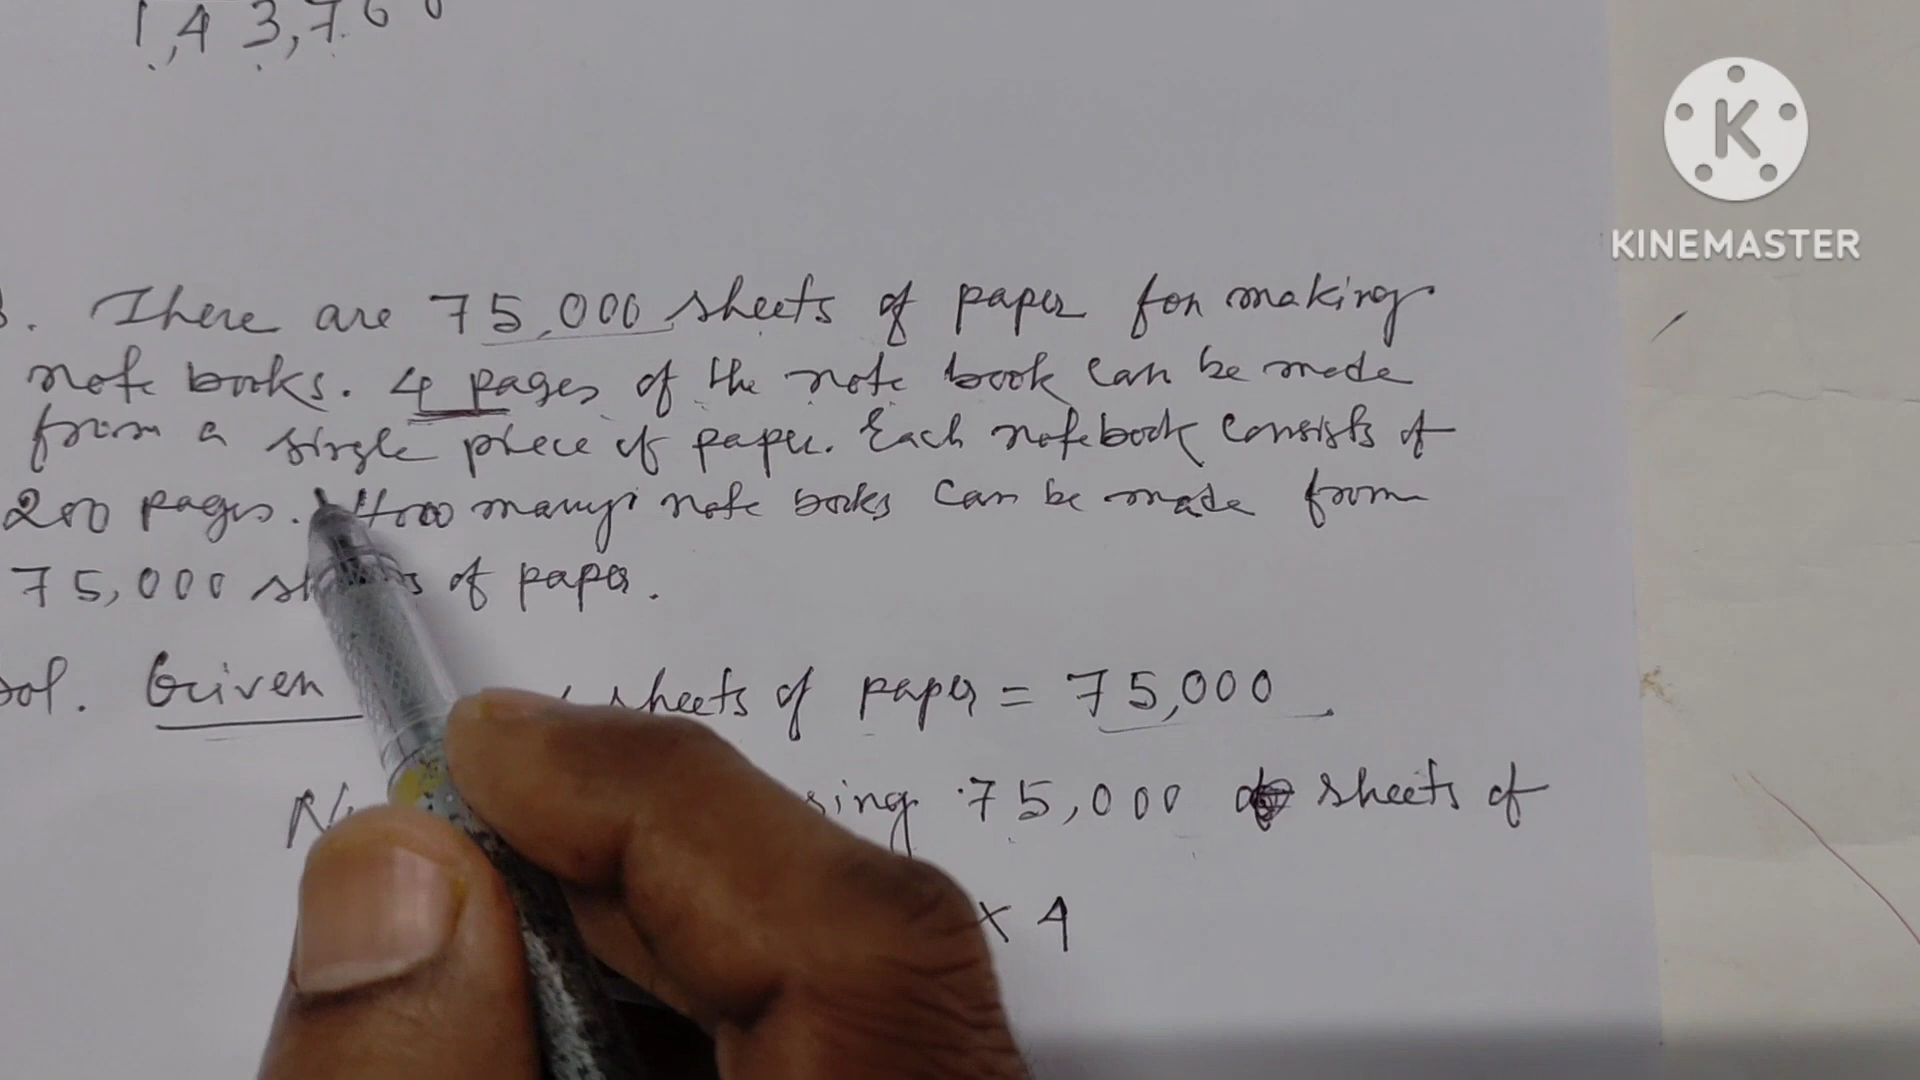 1,43,760
K
KINEMASTER
3. There are 75,000 sheets of paper for making
note books. 4 pages of the note book can be made
from a single piece of paper. Each notebook consists of
200 pages. How many note books can be made from
75,000 of paper.
Sol. Given sheets of paper = 75,000
75,000 sheets of
× 4